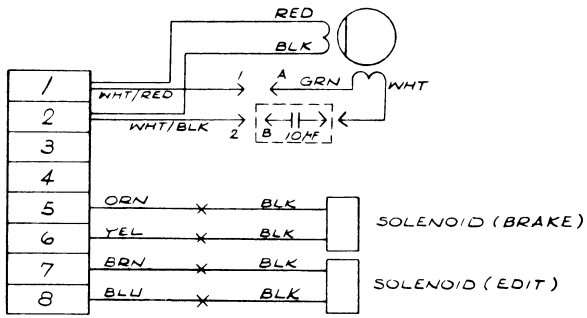 RED
BLK
1
1
A
GRN
WHT
WHT/RED
2
WHT/BLK
2
B
10µF
3
4
5
ORN
BLK
SOLENOID (BRAKE)
6
YEL
BLK
7
BRN
BLK
SOLENOID (EDIT)
8
BLU
BLK